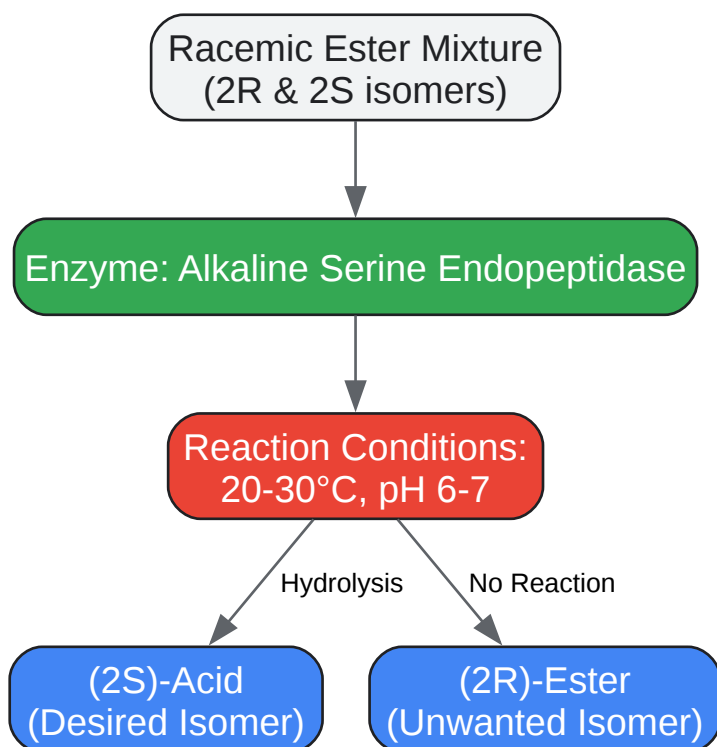 Racemic Ester Mixture
(2R & 2S isomers)
Enzyme: Alkaline Serine Endopeptidase
Reaction Conditions:
20-30°C, pH 6-7
Hydrolysis
No Reaction
(2S)-Acid
(Desired Isomer)
(2R)-Ester
(Unwanted Isomer)